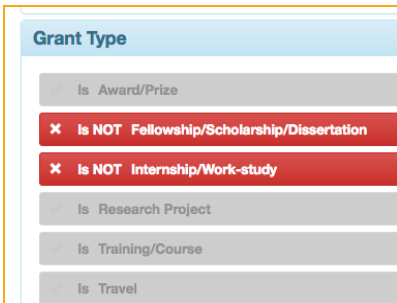 Grant Type
Is Award/Prize
Is NOT Fellowship/Scholarship/Dissertation
Is NOT Internship/Work-study
Is Research Project
Is Training/Course
Is Travel